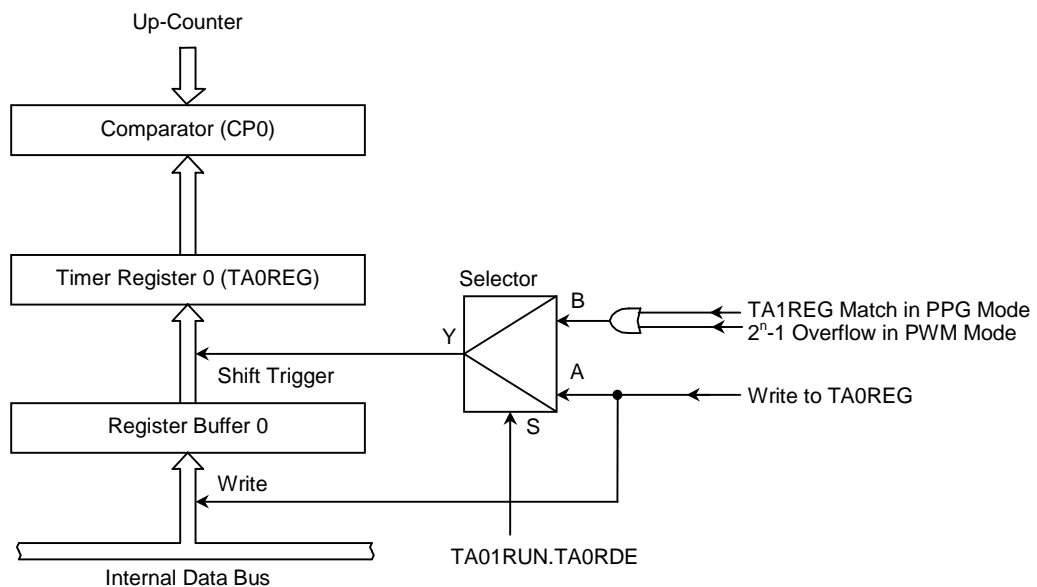 Up-Counter
Comparator (CP0)
Timer Register 0 (TA0REG)
Selector
B
TA1REG Match in PPG Mode
2ⁿ-1 Overflow in PWM Mode
Y
Shift Trigger
A
Write to TA0REG
Register Buffer 0
S
Write
TA01RUN.TA0RDE
Internal Data Bus